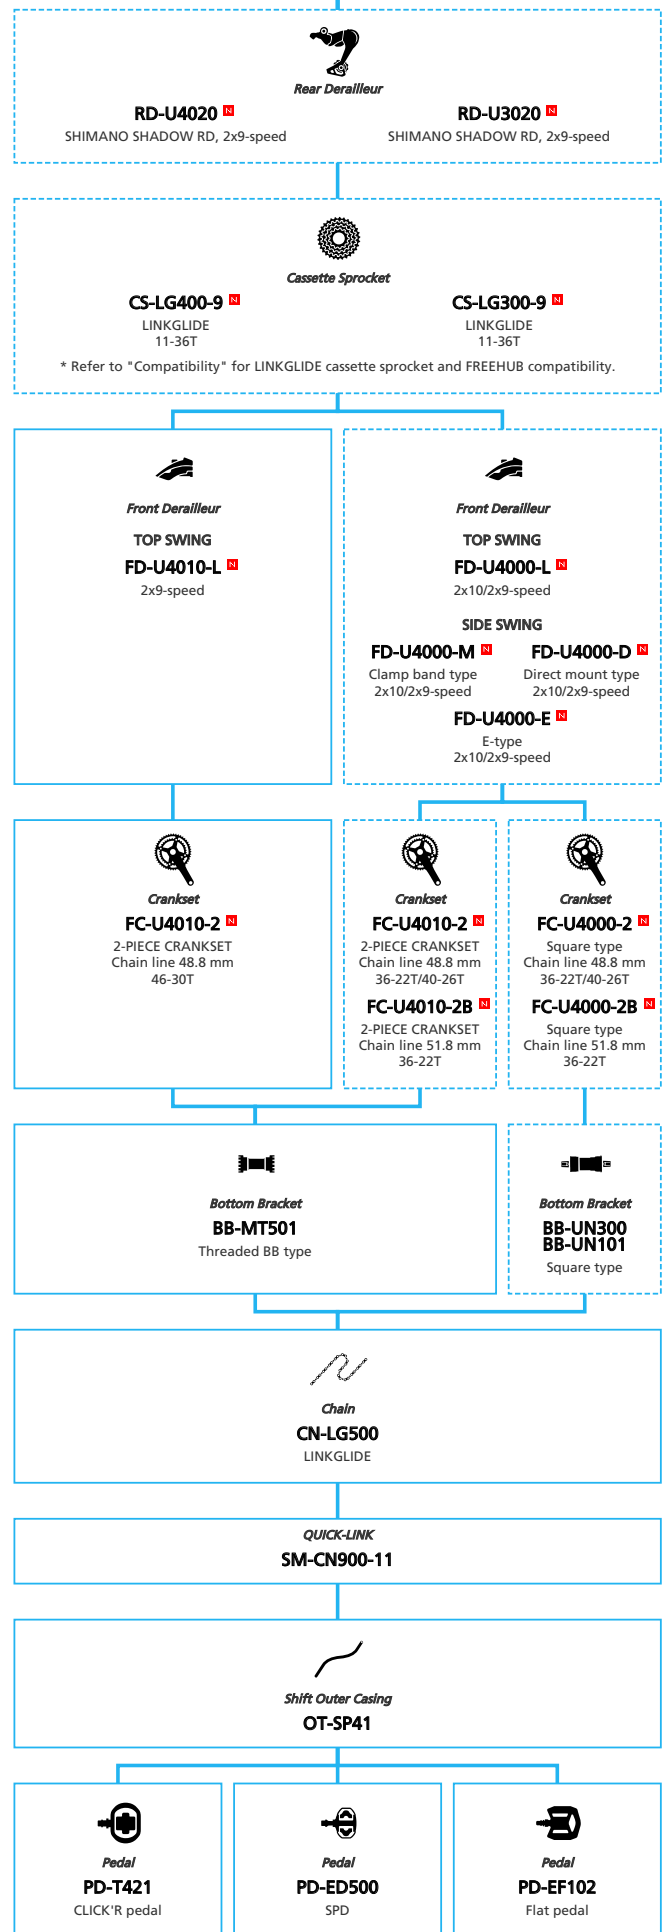 Rear Derailleur
RD-U4020 N
SHIMANO SHADOW RD, 2x9-speed
RD-U3020 N
SHIMANO SHADOW RD, 2x9-speed
Cassette Sprocket
CS-LG400-9 N
LINKGLIDE
11-36T
CS-LG300-9 N
LINKGLIDE
11-36T
* Refer to "Compatibility" for LINKGLIDE cassette sprocket and FREEHUB compatibility.
Front Derailleur
TOP SWING
FD-U4010-L N
2x9-speed
Front Derailleur
TOP SWING
FD-U4000-L N
2x10/2x9-speed
SIDE SWING
FD-U4000-M N
Clamp band type
2x10/2x9-speed
FD-U4000-D N
Direct mount type
2x10/2x9-speed
FD-U4000-E N
E-type
2x10/2x9-speed
Crankset
FC-U4010-2 N
2-PIECE CRANKSET
Chain line 48.8 mm
46-30T
Crankset
FC-U4010-2 N
2-PIECE CRANKSET
Chain line 48.8 mm
36-22T/40-26T
FC-U4010-2B N
2-PIECE CRANKSET
Chain line 51.8 mm
36-22T
Crankset
FC-U4000-2 N
Square type
Chain line 48.8 mm
36-22T/40-26T
FC-U4000-2B N
Square type
Chain line 51.8 mm
36-22T
Bottom Bracket
BB-MT501
Threaded BB type
Bottom Bracket
BB-UN300
BB-UN101
Square type
Chain
CN-LG500
LINKGLIDE
QUICK-LINK
SM-CN900-11
Shift Outer Casing
OT-SP41
Pedal
PD-T421
CLICK'R pedal
Pedal
PD-ED500
SPD
Pedal
PD-EF102
Flat pedal